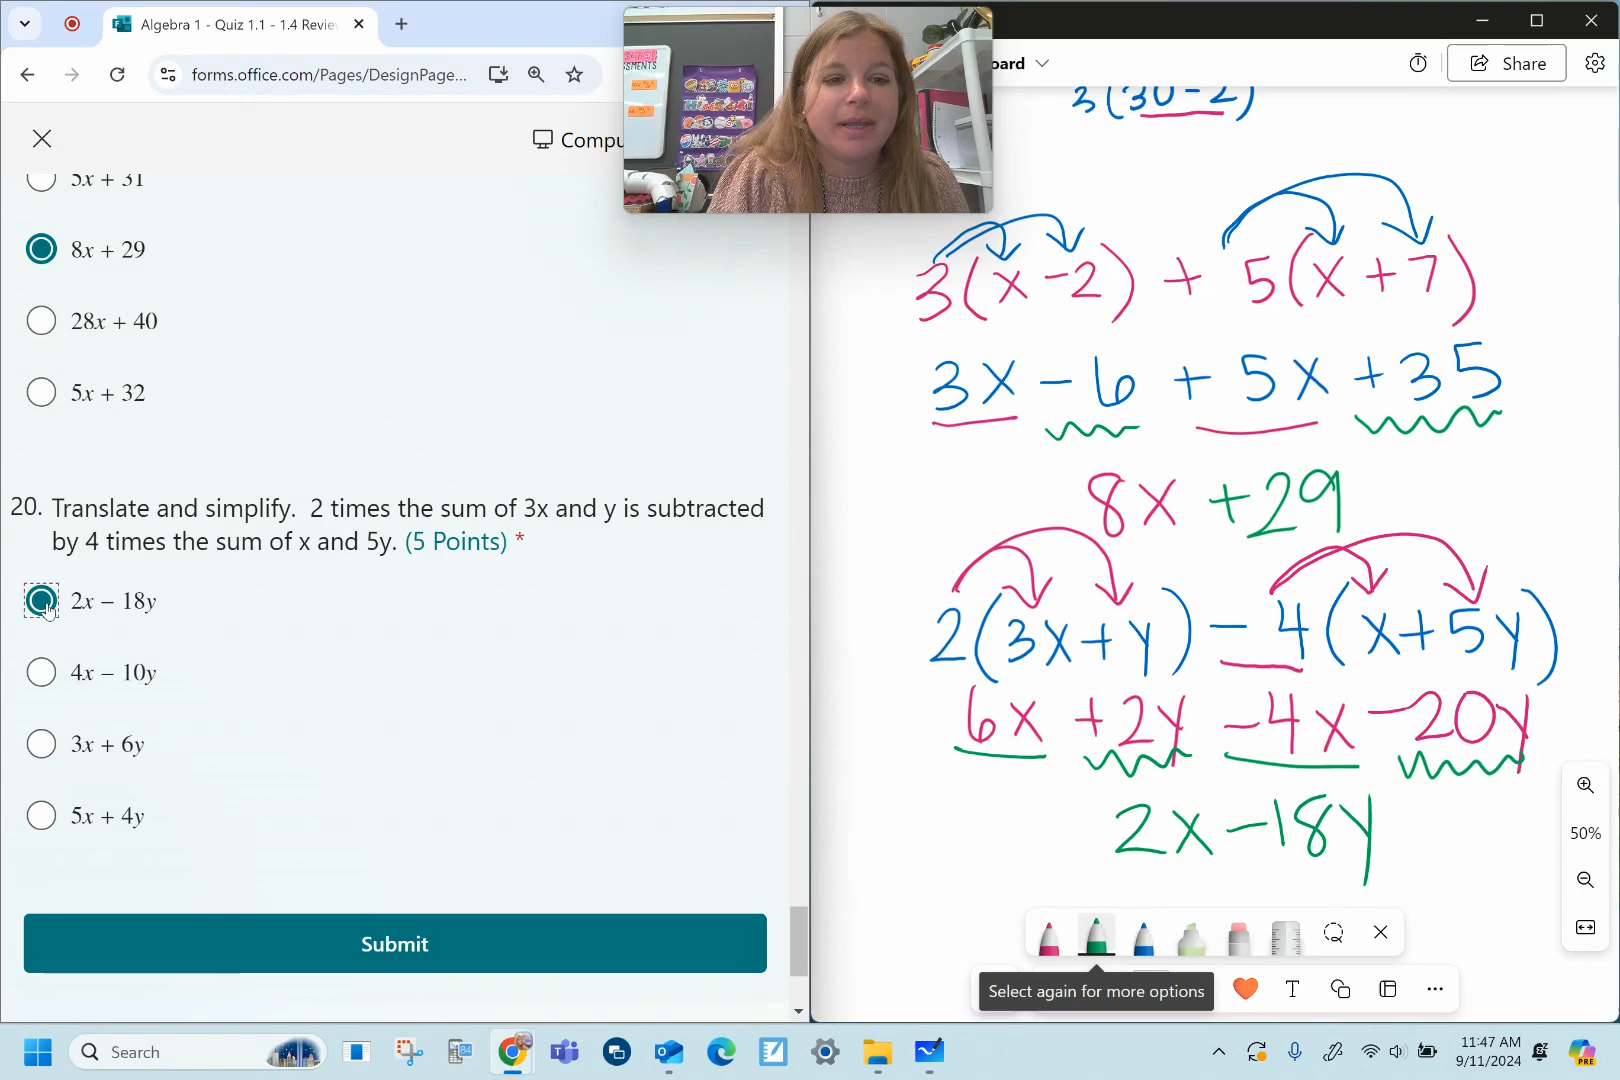 Algebra 1 - Quiz 1.1 - 1.4 Revie
forms.office.com/Pages/DesignPage...
Compu
5x + 31
8x + 29
28x + 40
5x + 32
20. Translate and simplify. 2 times the sum of 3x and y is subtracted
by 4 times the sum of x and 5y. (5 Points) *
2x – 18y
4x – 10y
3x + 6y
5x + 4y
Submit
oard
Share
3(30-2)
3(x-2) + 5(x+7)
3x - 6 + 5x + 35
8x + 29
2(3x+y) - 4(x+5y)
6x + 2y - 4x - 20y
2x - 18y
50%
Select again for more options
T
Search
11:47 AM
9/11/2024
PRE